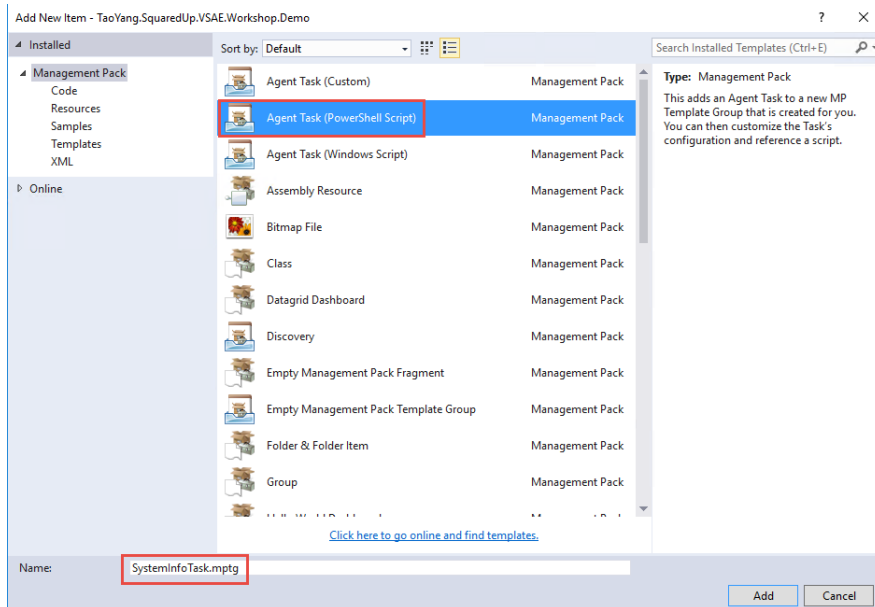 Add New Item - TaoYang.SquaredUp.VSAE.Workshop.Demo
? ×
Installed
Sort by: Default
Search Installed Templates (Ctrl+E)
Management Pack
Code
Resources
Samples
Templates
XML
Online
Agent Task (Custom) Management Pack
Agent Task (PowerShell Script) Management Pack
Agent Task (Windows Script) Management Pack
Assembly Resource Management Pack
Bitmap File Management Pack
Class Management Pack
Datagrid Dashboard Management Pack
Discovery Management Pack
Empty Management Pack Fragment Management Pack
Empty Management Pack Template Group Management Pack
Folder & Folder Item Management Pack
Group Management Pack
Type: Management Pack
This adds an Agent Task to a new MP
Template Group that is created for you.
You can then customize the Task's
configuration and reference a script.
Click here to go online and find templates.
Name: SystemInfoTask.mptg
Add Cancel